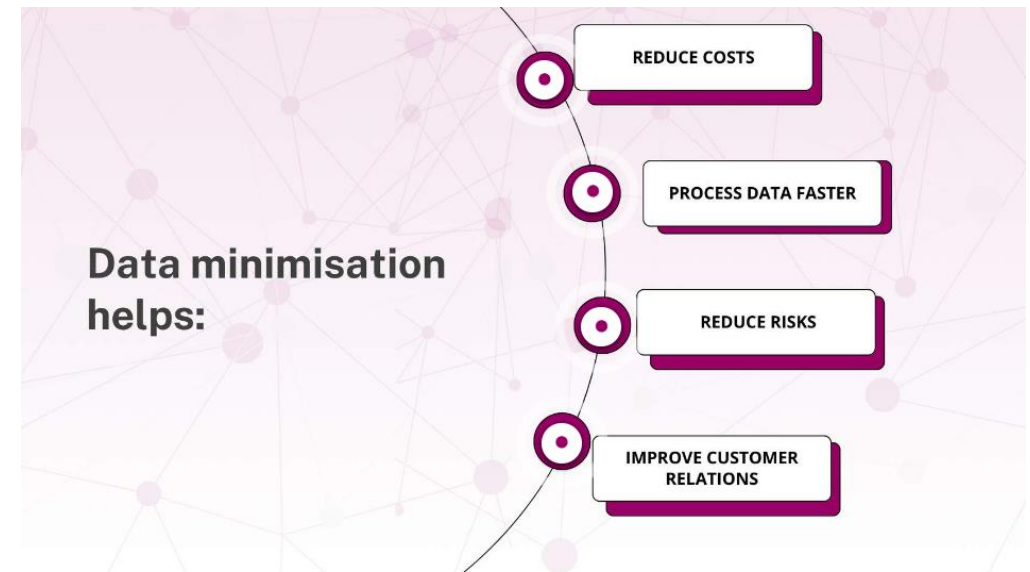 Data minimisation
helps:
REDUCE COSTS
PROCESS DATA FASTER
REDUCE RISKS
IMPROVE CUSTOMER
RELATIONS